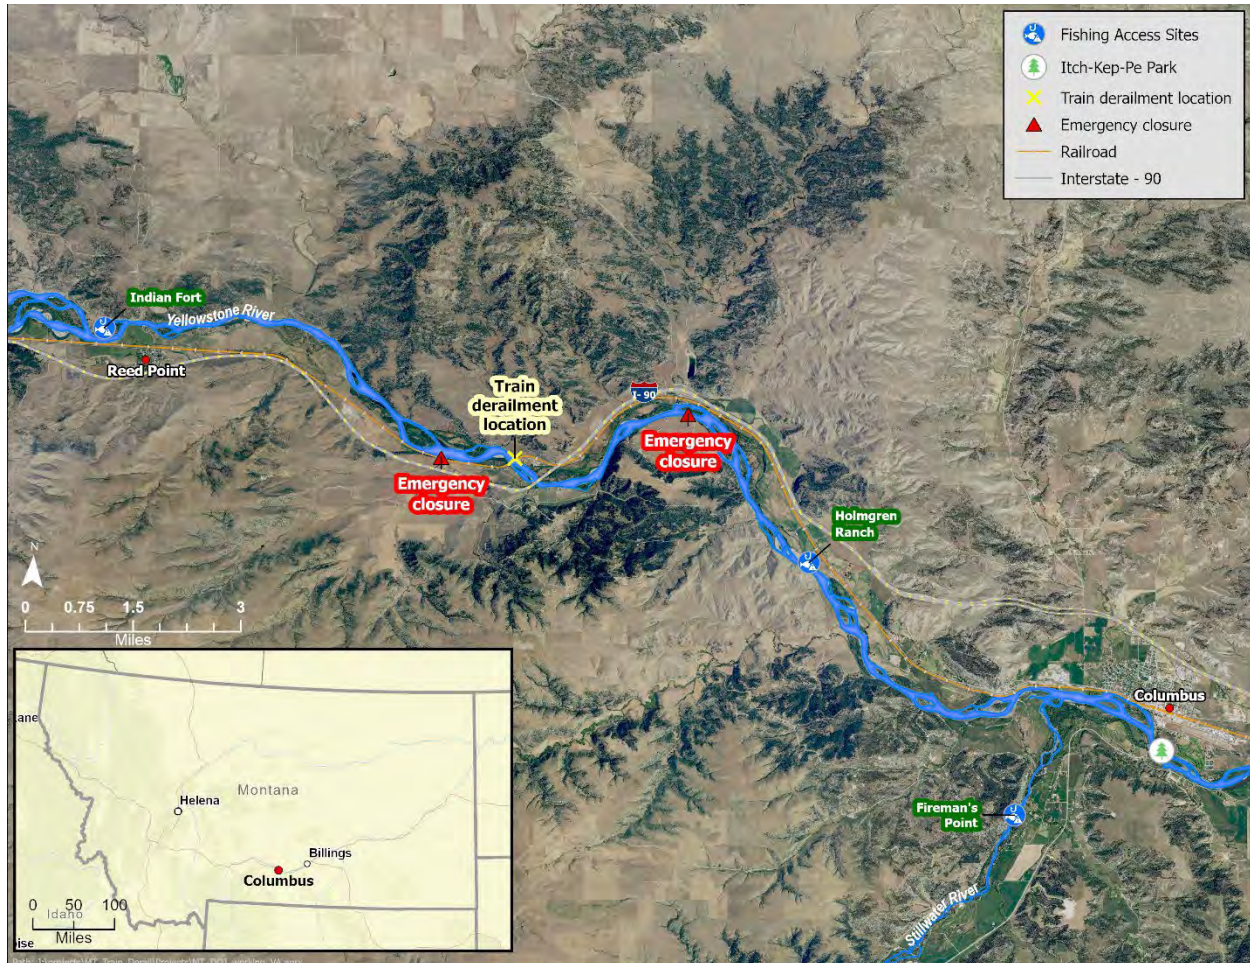 Fishing Access Sites
Itch-Kep-Pe Park
Train derailment location
Emergency closure
Railroad
Interstate - 90
Indian Fort
Yellowstone River
Reed Point
Train
derailment
location
I-90
Emergency
closure
Emergency
closure
Holmgren
Ranch
N
0 0.75 1.5 3
Miles
Columbus
Fireman's
Point
Stillwater River
ane
Helena
Montana
Billings
Columbus
0 50 100
Idaho
Miles
ise